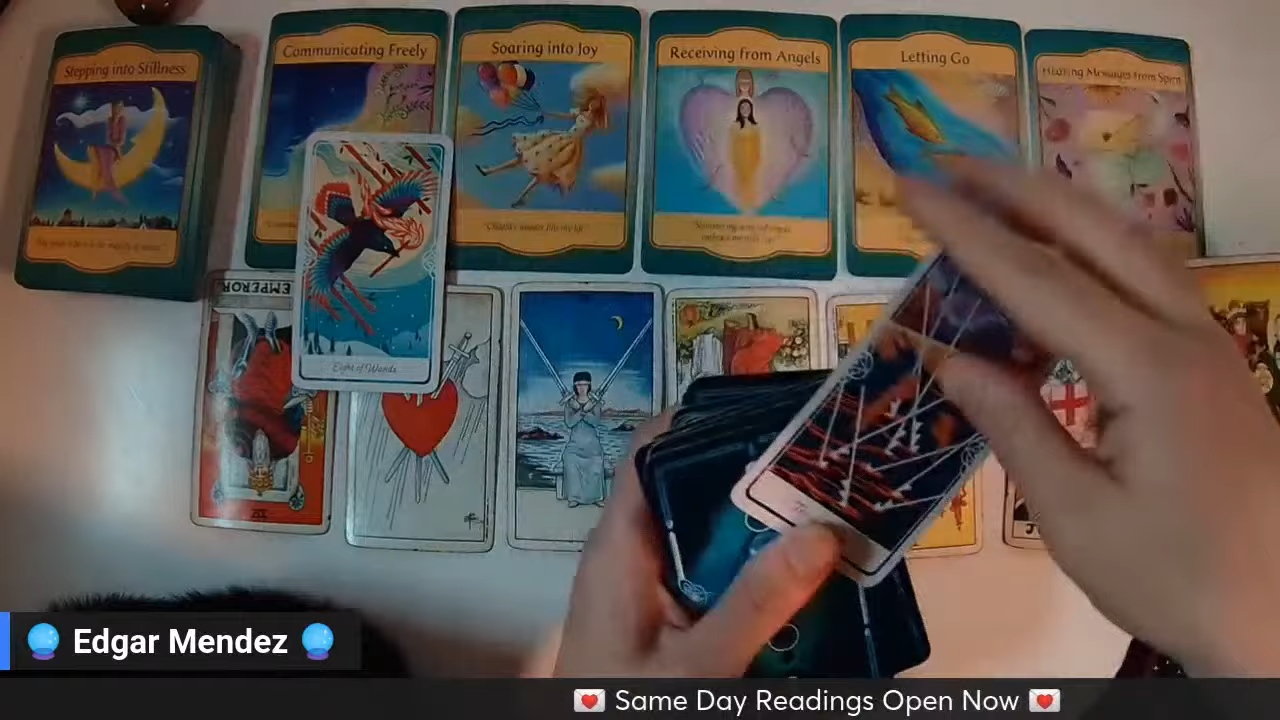 Stepping into Stillness
Communicating Freely
Soaring into Joy
Receiving from Angels
Letting Go
Healing Messages from Spirit
EMPEROR
Eight of Wands
🔮 Edgar Mendez 🔮
💌 Same Day Readings Open Now 💌